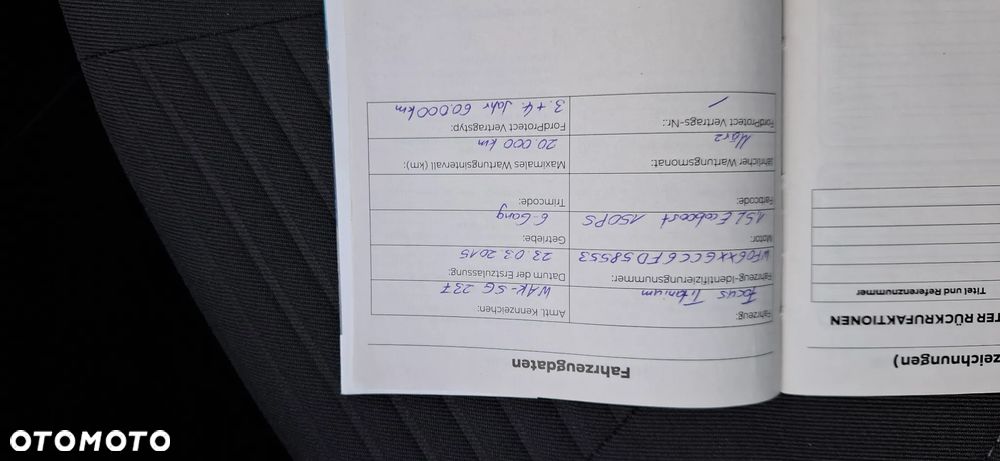 zeichnungen)
TER RÜCKRUFAKTIONEN
Titel und Referenznummer
Fahrzeugdaten
Fahrzeug:
Focus Titanium
Amtl. Kennzeichen:
WAK-SG 237
Fahrzeug-Identifizierungsnummer:
WF06XXGCC6FD58553
Datum der Erstzulassung:
23.03.2015
Motor:
1,5L Ecoboost 150PS
Getriebe:
6-Gang
Farbcode:
Trimcode:
Jährlicher Wartungsmonat:
März
Maximales Wartungsintervall (km):
20.000 km
FordProtect Vertrags-Nr.:
/
FordProtect Vertragstyp:
3.+4. Jahr 60.000km
OTOMOTO